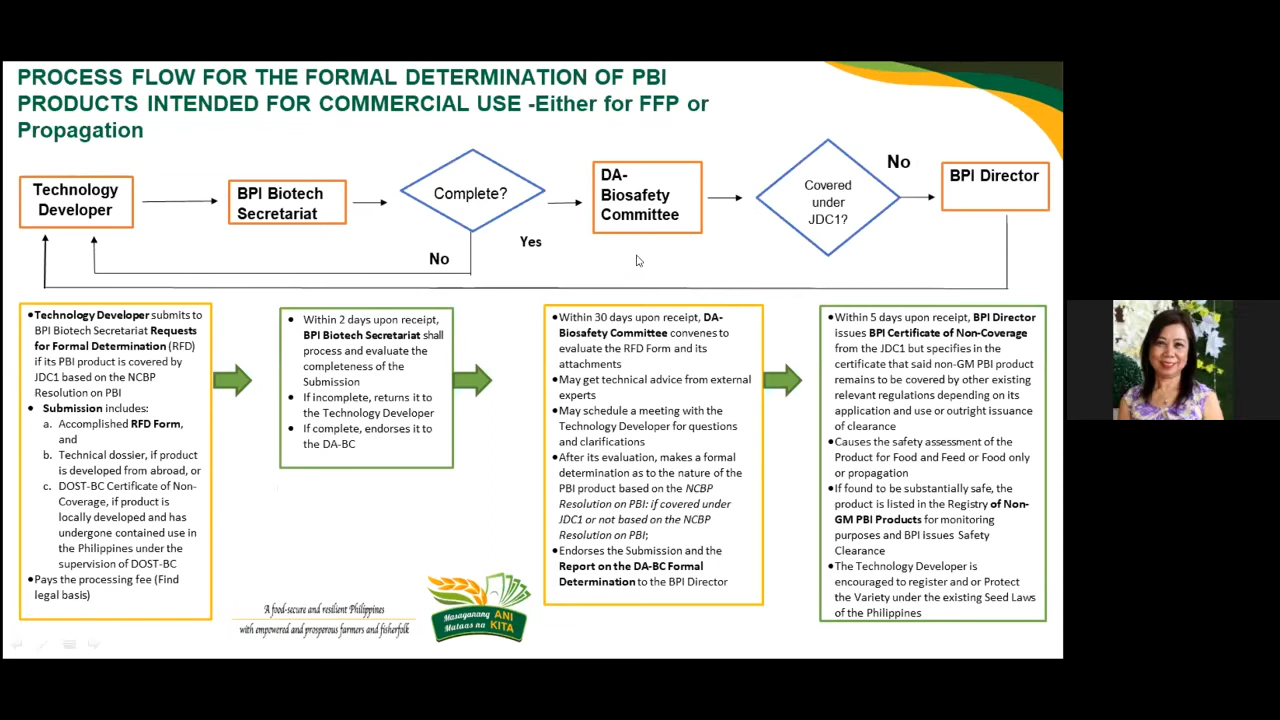 PROCESS FLOW FOR THE FORMAL DETERMINATION OF PBI
PRODUCTS INTENDED FOR COMMERCIAL USE -Either for FFP or
Propagation
Technology
Developer
BPI Biotech
Secretariat
Complete?
Yes
No
DA-
Biosafety
Committee
Covered
under
JDC1?
No
BPI Director
•Technology Developer submits to
BPI Biotech Secretariat Requests
for Formal Determination (RFD)
if its PBI product is covered by
JDC1 based on the NCBP
Resolution on PBI
• Submission includes:
a. Accomplished RFD Form,
and
b. Technical dossier, if product
is developed from abroad, or
c. DOST-BC Certificate of Non-
Coverage, if product is
locally developed and has
undergone contained use in
the Philippines under the
supervision of DOST-BC
•Pays the processing fee (Find
legal basis)
• Within 2 days upon receipt,
BPI Biotech Secretariat shall
process and evaluate the
completeness of the
Submission
• If incomplete, returns it to
the Technology Developer
• If complete, endorses it to
the DA-BC
•Within 30 days upon receipt, DA-
Biosafety Committee convenes to
evaluate the RFD Form and its
attachments
•May get technical advice from external
experts
•May schedule a meeting with the
Technology Developer for questions
and clarifications
•After its evaluation, makes a formal
determination as to the nature of the
PBI product based on the NCBP
Resolution on PBI: if covered under
JDC1 or not based on the NCBP
Resolution on PBI;
•Endorses the Submission and the
Report on the DA-BC Formal
Determination to the BPI Director
•Within 5 days upon receipt, BPI Director
issues BPI Certificate of Non-Coverage
from the JDC1 but specifies in the
certificate that said non-GM PBI product
remains to be covered by other existing
relevant regulations depending on its
application and use or outright issuance
of clearance
•Causes the safety assessment of the
Product for Food and Feed or Food only
or propagation
•If found to be substantially safe, the
product is listed in the Registry of Non-
GM PBI Products for monitoring
purposes and BPI issues Safety
Clearance
•The Technology Developer is
encouraged to register and or Protect
the Variety under the existing Seed Laws
of the Philippines
A food-secure and resilient Philippines
with empowered and prosperous farmers and fisherfolk
Masaganang ANI
Mataas na KITA